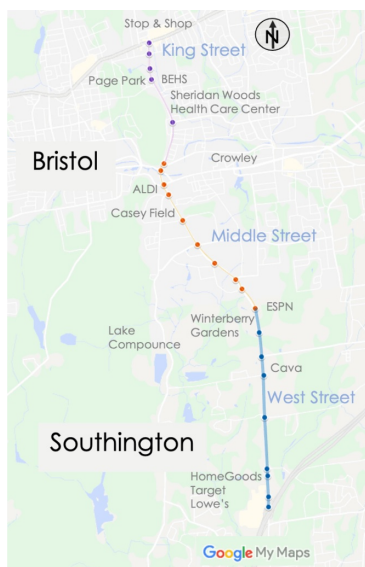 Stop & Shop
N
King Street
Page Park
BEHS
Sheridan Woods
Health Care Center
Bristol
Crowley
ALDI
Casey Field
Middle Street
ESPN
Winterberry
Gardens
Lake
Compounce
Cava
West Street
Southington
HomeGoods
Target
Lowe's
Google My Maps